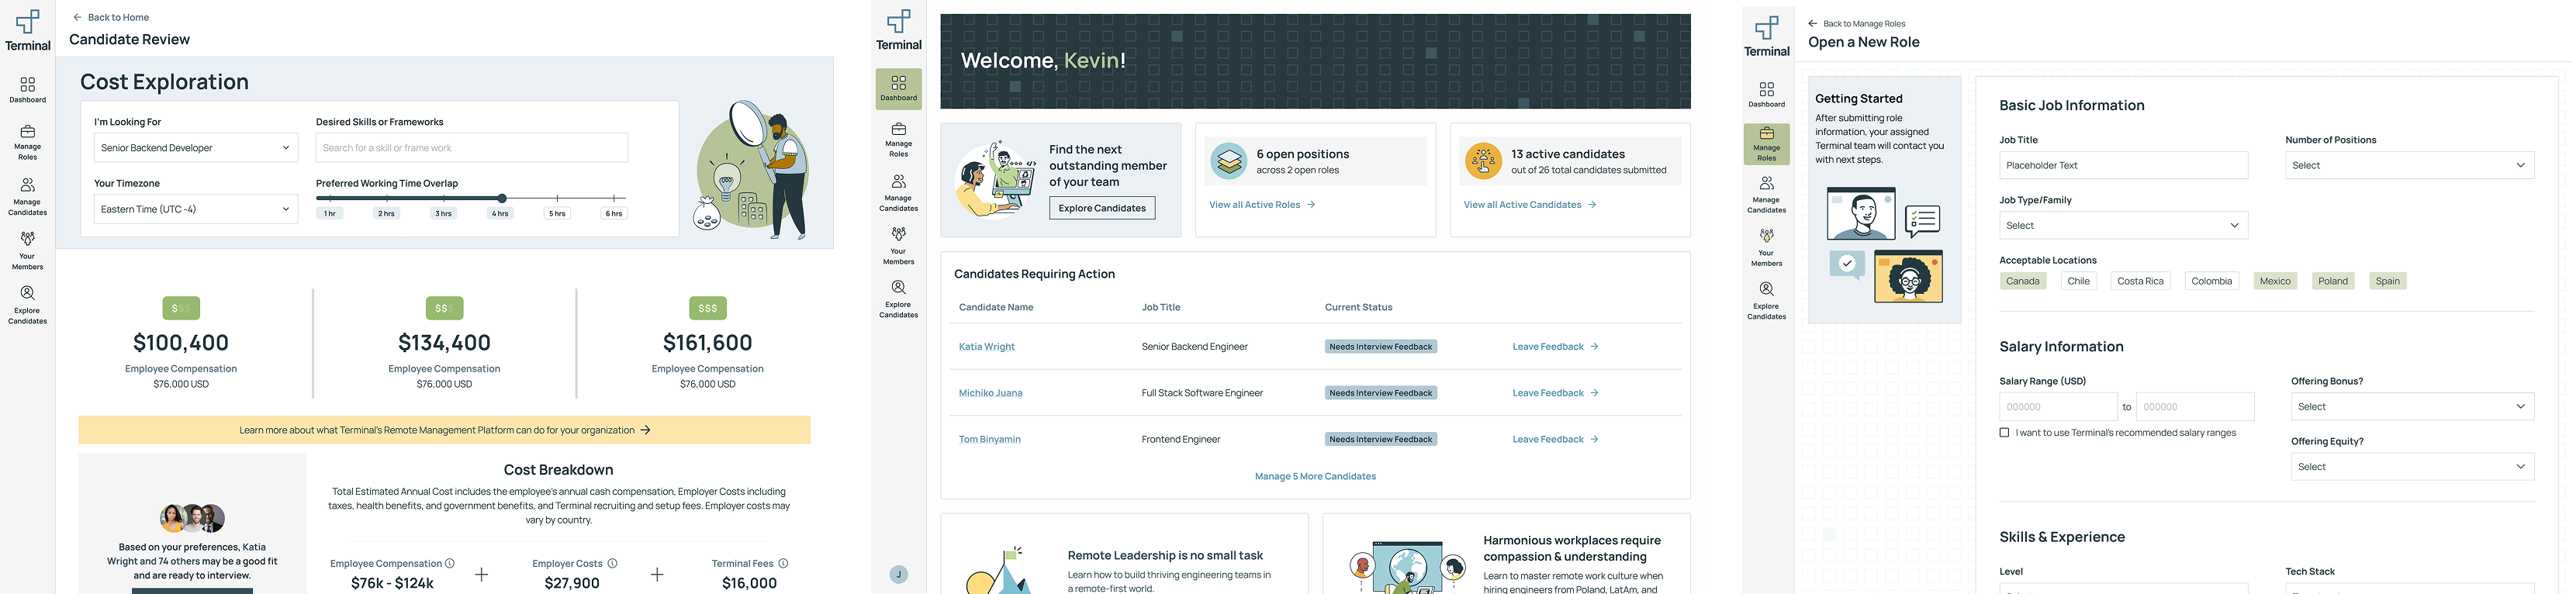 Terminal
Dashboard
Manage
Roles
Manage
Candidates
Your
Members
Explore
Candidates
Back to Home
Candidate Review
Cost Exploration
I'm Looking For
Senior Backend Developer
Desired Skills or Frameworks
Search for a skill or frame work
Your Timezone
Eastern Time (UTC -4)
Preferred Working Time Overlap
1 hr
2 hrs
3 hrs
4 hrs
5 hrs
6 hrs
$$$
$100,400
Employee Compensation
$76,000 USD
$$$
$134,400
Employee Compensation
$76,000 USD
$$$
$161,600
Employee Compensation
$76,000 USD
Learn more about what Terminal's Remote Management Platform can do for your organization
Based on your preferences, Katia
Wright and 74 others may be a good fit
and are ready to interview.
Cost Breakdown
Total Estimated Annual Cost includes the employee's annual cash compensation, Employer Costs including
taxes, health benefits, and government benefits, and Terminal recruiting and setup fees. Employer costs may
vary by country.
Employee Compensation
$76k - $124k
Employer Costs
$27,900
Terminal Fees
$16,000
Terminal
Dashboard
Manage
Roles
Manage
Candidates
Your
Members
Explore
Candidates
J
Welcome, Kevin!
Find the next
outstanding member
of your team
Explore Candidates
6 open positions
across 2 open roles
View all Active Roles
13 active candidates
out of 26 total candidates submitted
View all Active Candidates
Candidates Requiring Action
Candidate Name
Job Title
Current Status
Katia Wright
Senior Backend Engineer
Needs Interview Feedback
Leave Feedback
Michiko Juana
Full Stack Software Engineer
Needs Interview Feedback
Leave Feedback
Tom Binyamin
Frontend Engineer
Needs Interview Feedback
Leave Feedback
Manage 5 More Candidates
Remote Leadership is no small task
Learn how to build thriving engineering teams in
a remote-first world.
Harmonious workplaces require
compassion & understanding
Learn to master remote work culture when
hiring engineers from Poland, LatAm, and
Terminal
Dashboard
Manage
Roles
Manage
Candidates
Your
Members
Explore
Candidates
Back to Manage Roles
Open a New Role
Getting Started
After submitting role
information, your assigned
Terminal team will contact you
with next steps.
Basic Job Information
Job Title
Placeholder Text
Number of Positions
Select
Job Type/Family
Select
Acceptable Locations
Canada
Chile
Costa Rica
Colombia
Mexico
Poland
Spain
Salary Information
Salary Range (USD)
000000
to
000000
I want to use Terminal's recommended salary ranges
Offering Bonus?
Select
Offering Equity?
Select
Skills & Experience
Level
Tech Stack